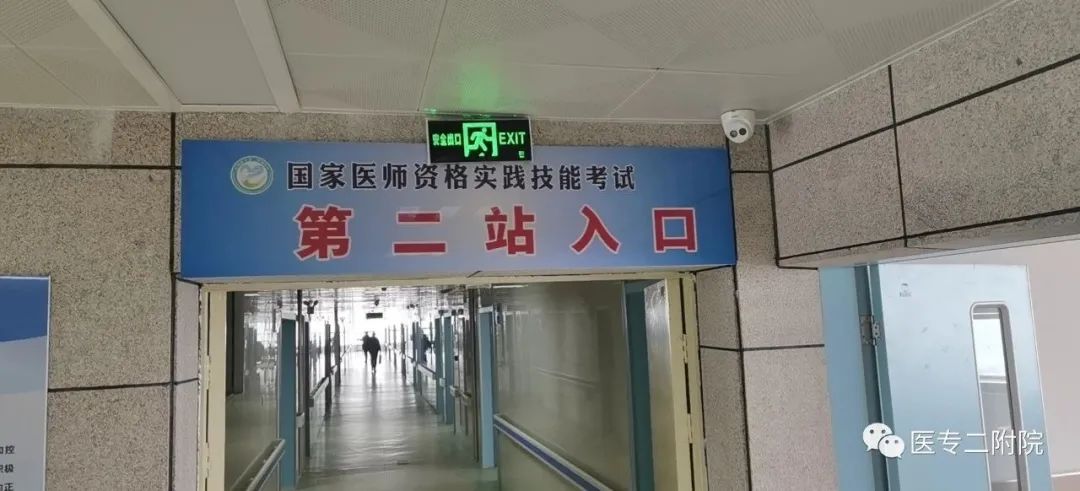 安全出口 EXIT
国家医师资格实践技能考试
第二站入口
医专二附院